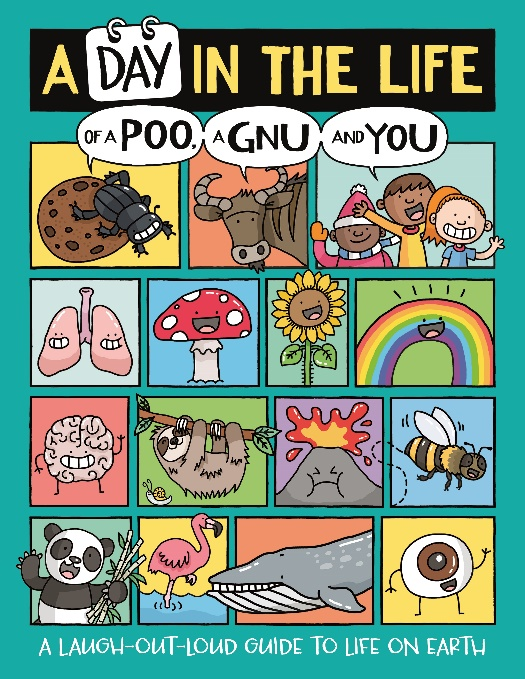 A DAY IN THE LIFE
OF A POO, A GNU AND YOU
A LAUGH-OUT-LOUD GUIDE TO LIFE ON EARTH